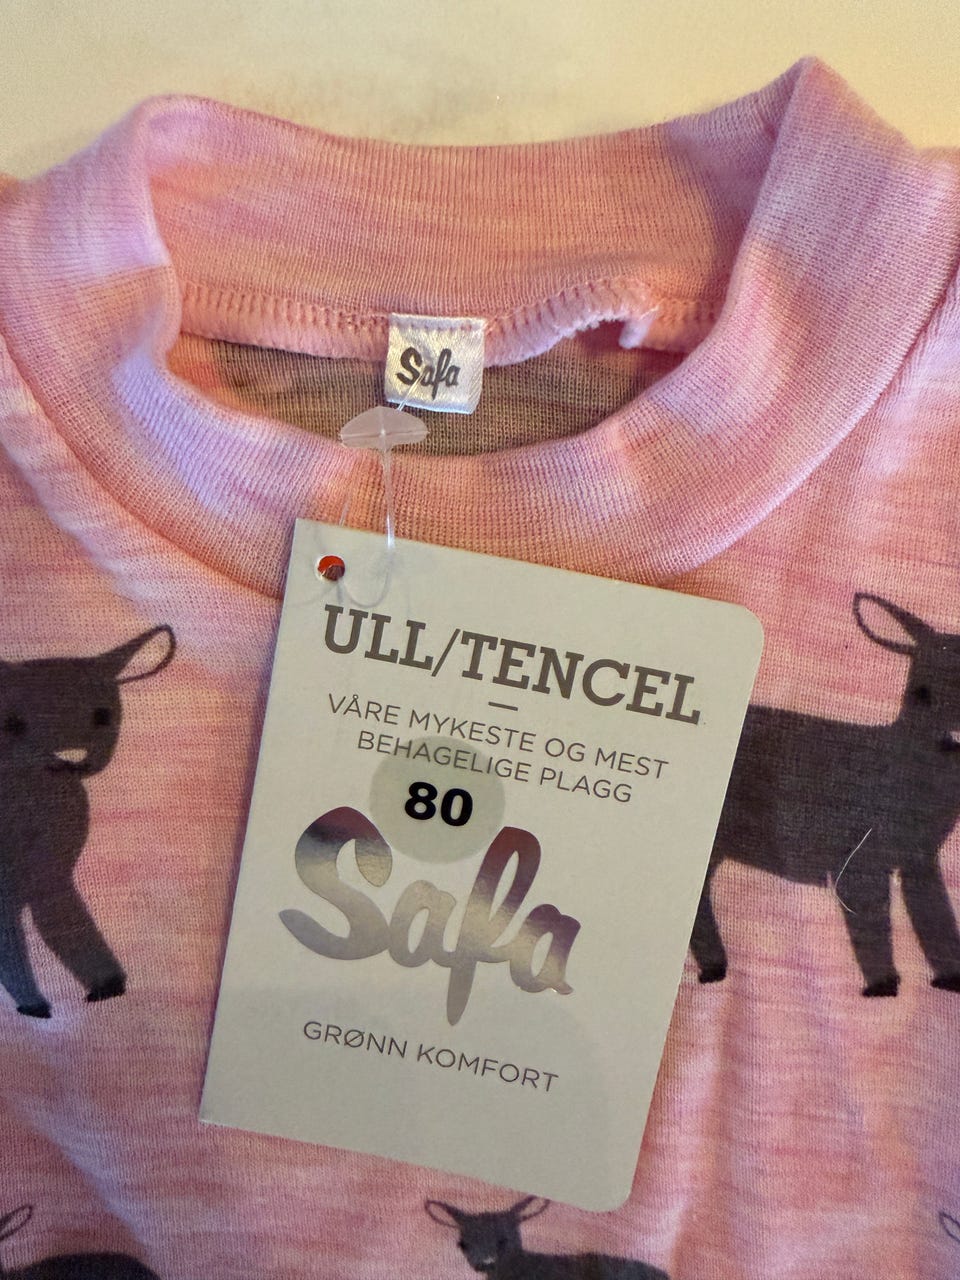 Safa
ULL/TENCEL
VÅRE MYKESTE OG MEST
BEHAGELIGE PLAGG
80
Safa
GRØNN KOMFORT